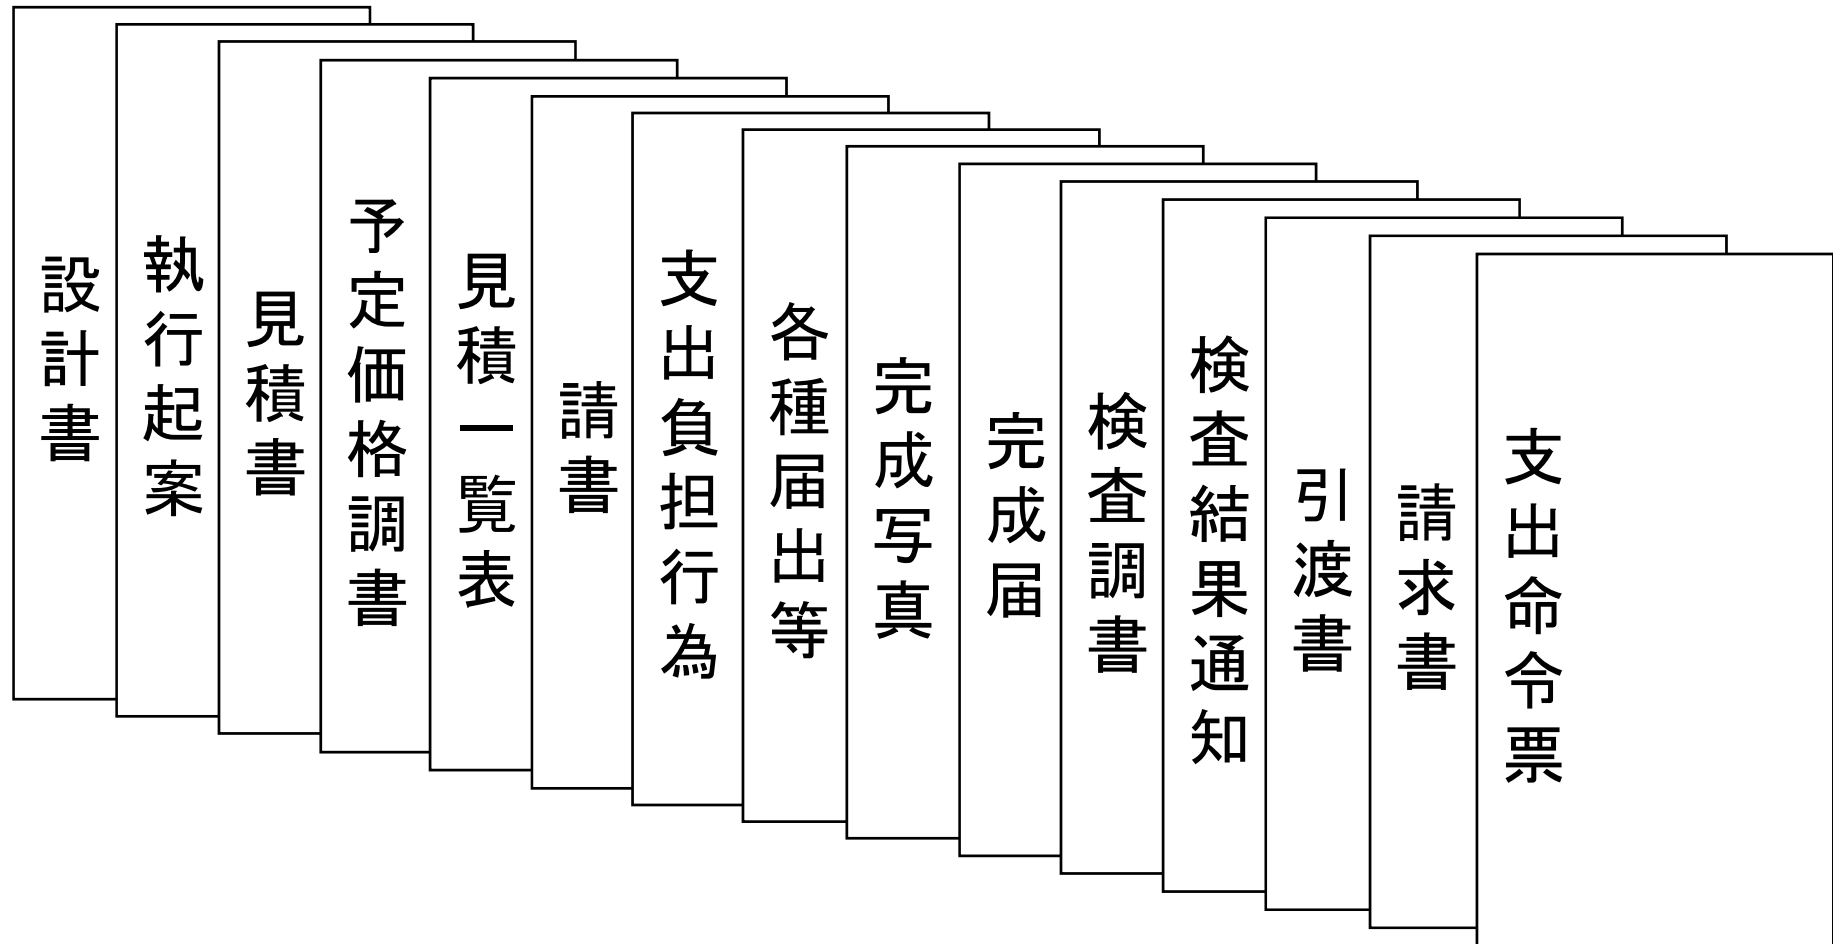 設計書
執行起案
見積書
予定価格調書
見積一覧表
請書
支出負担行為
各種届出等
完成写真
完成届
検査調書
検査結果通知
引渡書
請求書
支出命令票